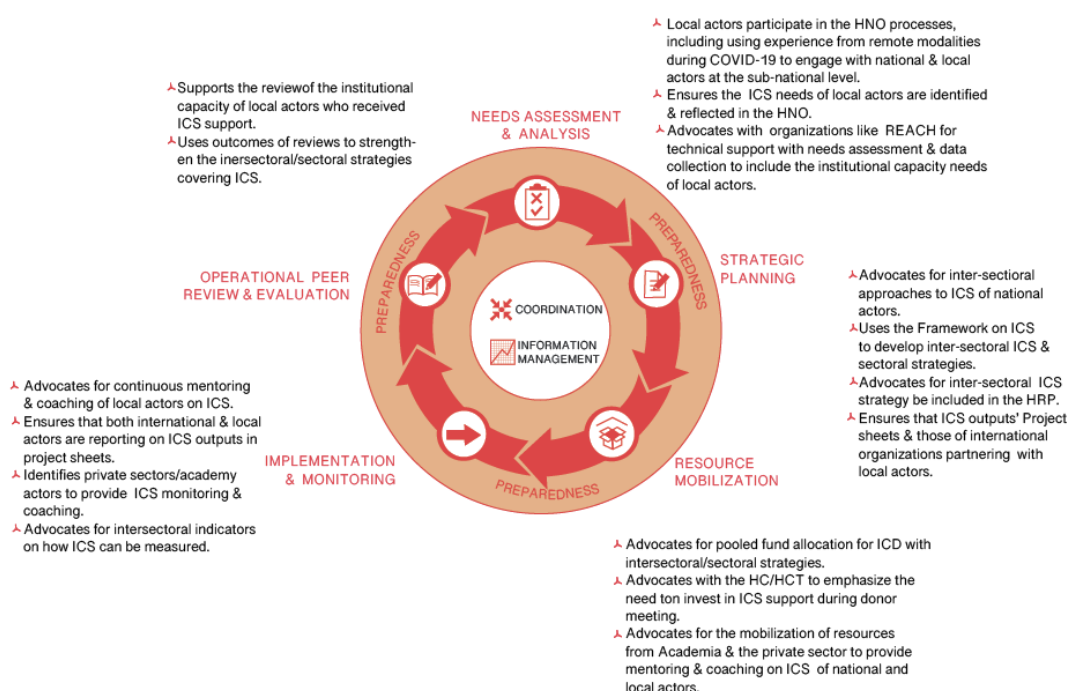 Local actors participate in the HNO processes,
including using experience from remote modalities
during COVID-19 to engage with national & local
actors at the sub-national level.
Ensures the ICS needs of local actors are identified
& reflected in the HNO.
Advocates with organizations like REACH for
technical support with needs assessment & data
collection to include the institutional capacity needs
of local actors.
Supports the reviewof the institutional
capacity of local actors who received
ICS support.
Uses outcomes of reviews to strength-
en the inersectoral/sectoral strategies
covering ICS.
NEEDS ASSESSMENT
& ANALYSIS
PREPAREDNESS
PREPAREDNESS
PREPAREDNESS
STRATEGIC
PLANNING
OPERATIONAL PEER
REVIEW & EVALUATION
COORDINATION
INFORMATION
MANAGEMENT
Advocates for inter-sectioral
approaches to ICS of national
actors.
Uses the Framework on ICS
to develop inter-sectoral ICS &
sectoral strategies.
Advocates for inter-sectoral ICS
strategy be included in the HRP.
Ensures that ICS outputs' Project
sheets & those of international
organizations partnering with
local actors.
Advocates for continuous mentoring
& coaching of local actors on ICS.
Ensures that both international & local
actors are reporting on ICS outputs in
project sheets.
Identifies private sectors/academy
actors to provide ICS monitoring &
coaching.
Advocates for intersectoral indicators
on how ICS can be measured.
IMPLEMENTATION
& MONITORING
RESOURCE
MOBILIZATION
Advocates for pooled fund allocation for ICD with
intersectoral/sectoral strategies.
Advocates with the HC/HCT to emphasize the
need ton invest in ICS support during donor
meeting.
Advocates for the mobilization of resources
from Academia & the private sector to provide
mentoring & coaching on ICS of national and
local actors.